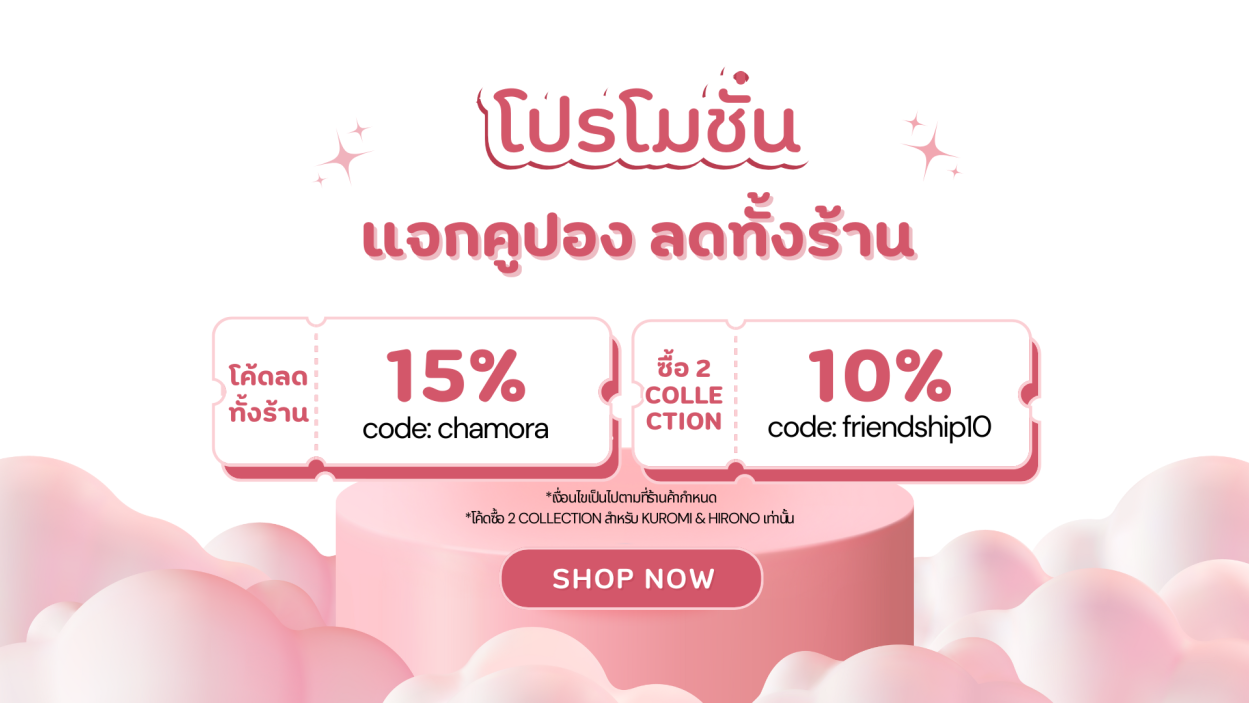 โปรโมชั่น
แจกคูปอง ลดทั้งร้าน
โค้ดลด
ทั้งร้าน
15%
code: chamora
ซื้อ 2
COLLE
CTION
10%
code: friendship10
*เงื่อนไขเป็นไปตามที่ร้านค้ากำหนด
*โค้ดซื้อ 2 COLLECTION สำหรับ KUROMI & HIRONO เท่านั้น
SHOP NOW